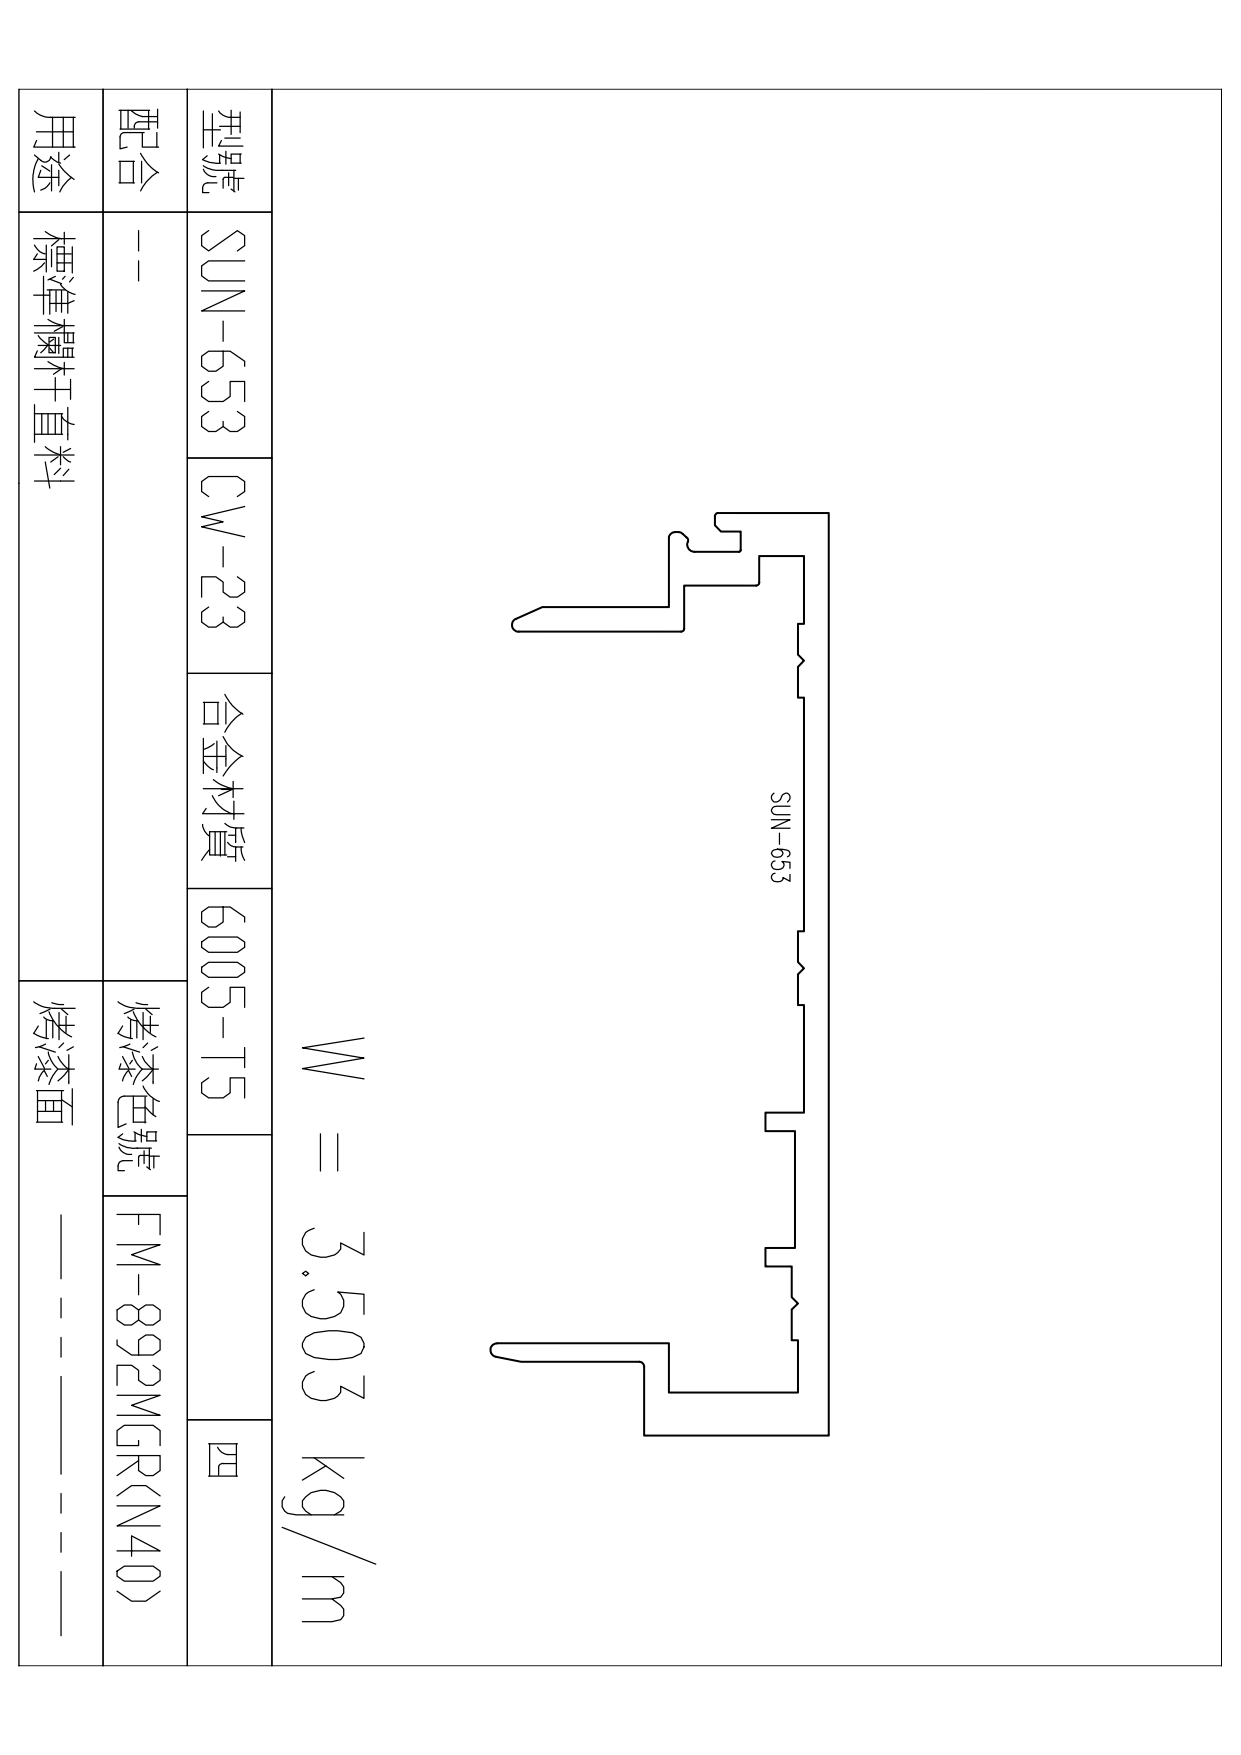 SUN-653
W = 3.503 kg/m
型號 SUN-653 CW-23 合金材質 6005-T5 四
配合 -- 烤漆色號 FM-892MGR(N40)
用途 標準欄杆直料 烤漆面